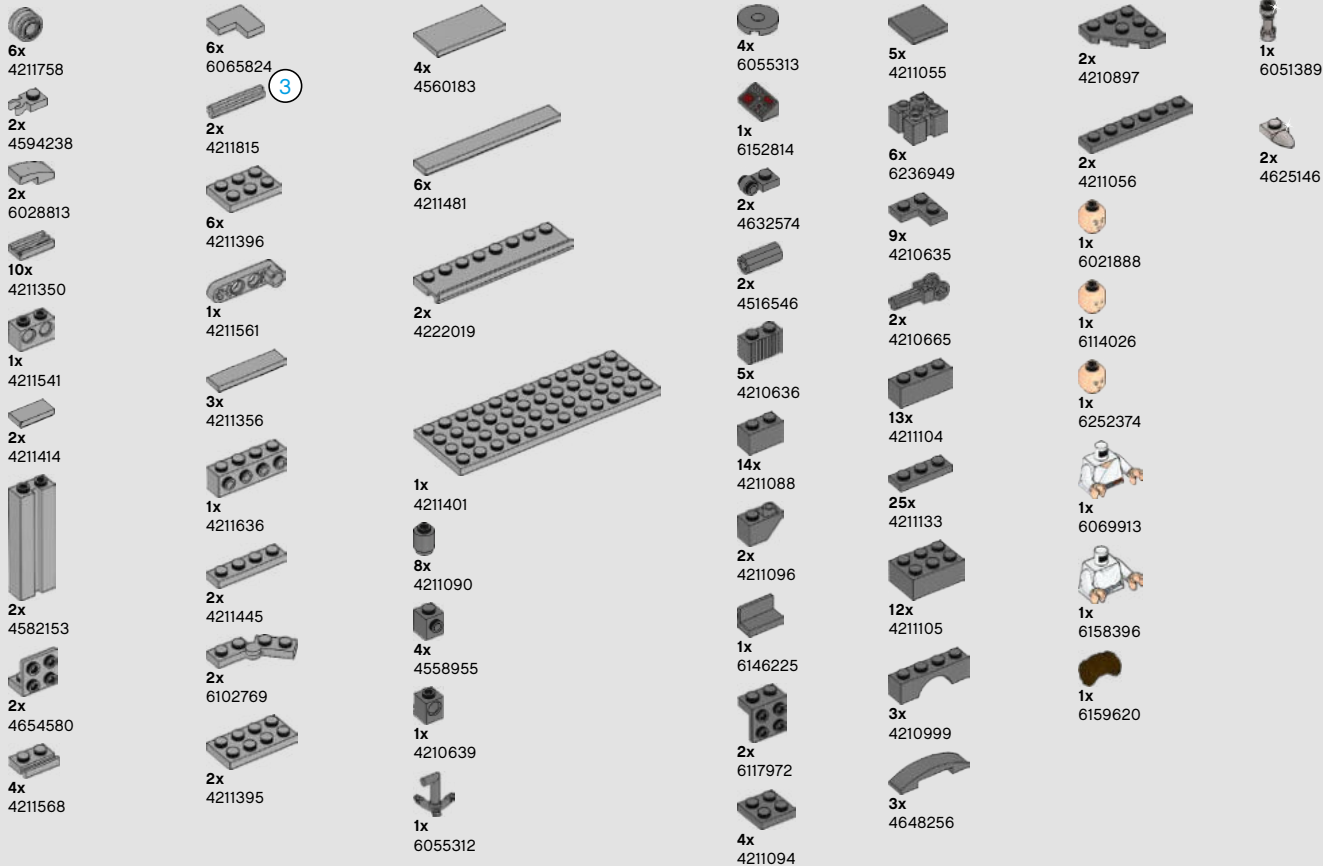 6x
4211758
2x
4594238
2x
6028813
10x
4211350
1x
4211541
2x
4211414
2x
4582153
2x
4654580
4x
4211568
6x
6065824
3
2x
4211815
6x
4211396
1x
4211561
3x
4211356
1x
4211636
2x
4211445
2x
6102769
2x
4211395
4x
4560183
6x
4211481
2x
4222019
1x
4211401
8x
4211090
4x
4558955
1x
4210639
1x
6055312
4x
6055313
1x
6152814
2x
4632574
2x
4516546
5x
4210636
14x
4211088
2x
4211096
1x
6146225
2x
6117972
4x
4211094
5x
4211055
6x
6236949
9x
4210635
2x
4210665
13x
4211104
25x
4211133
12x
4211105
3x
4210999
3x
4648256
2x
4210897
2x
4211056
1x
6021888
1x
6114026
1x
6252374
1x
6069913
1x
6158396
1x
6159620
1x
6051389
2x
4625146